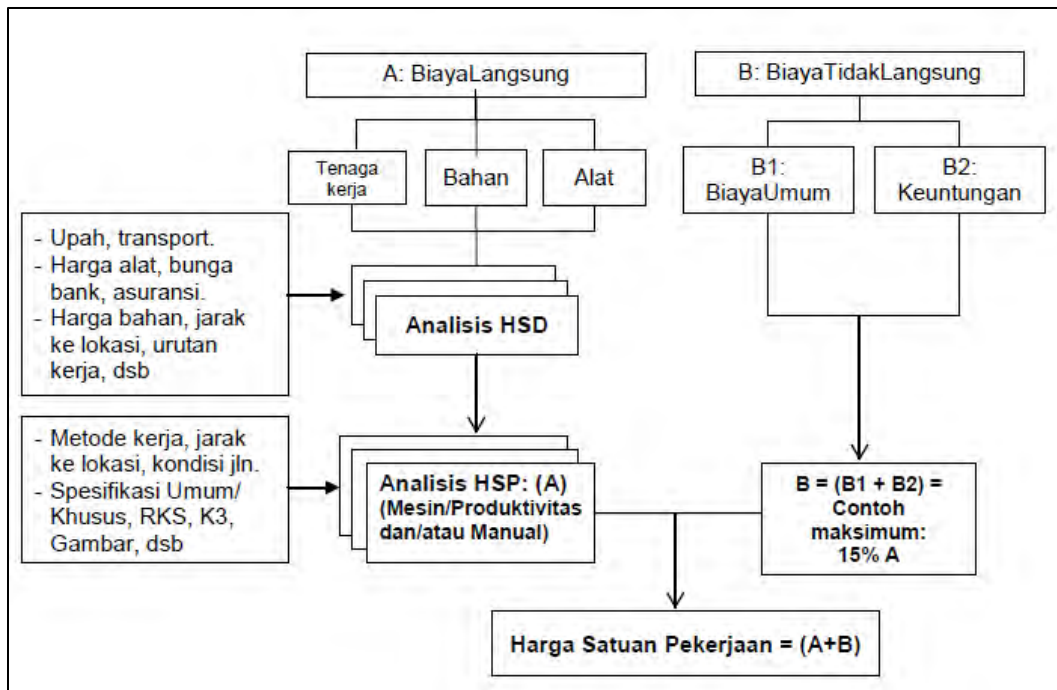 A: BiayaLangsung
B: BiayaTidakLangsung
Tenaga
kerja
Bahan
Alat
B1:
BiayaUmum
B2:
Keuntungan
- Upah, transport.
- Harga alat, bunga
bank, asuransi.
- Harga bahan, jarak
ke lokasi, urutan
kerja, dsb
Analisis HSD
- Metode kerja, jarak
ke lokasi, kondisi jln.
- Spesifikasi Umum/
Khusus, RKS, K3,
Gambar, dsb
Analisis HSP: (A)
(Mesin/Produktivitas
dan/atau Manual)
B = (B1 + B2) =
Contoh
maksimum:
15% A
Harga Satuan Pekerjaan = (A+B)